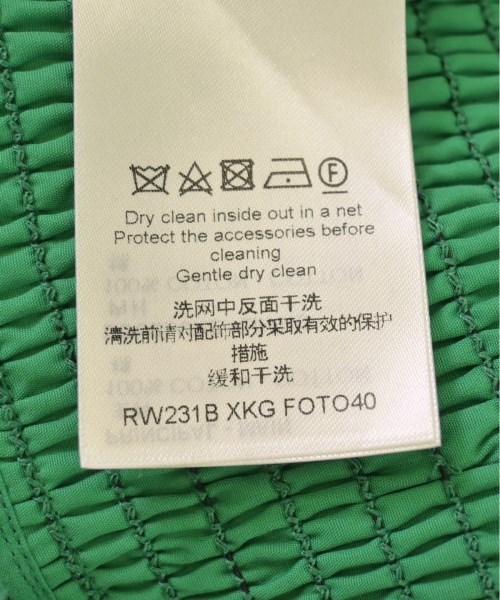 F
Dry clean inside out in a net
Protect the accessories before
cleaning
Gentle dry clean
洗网中反面干洗
清洗前请对配饰部分采取有效的保护
措施
缓和干洗
RW231B XKG FOTO40